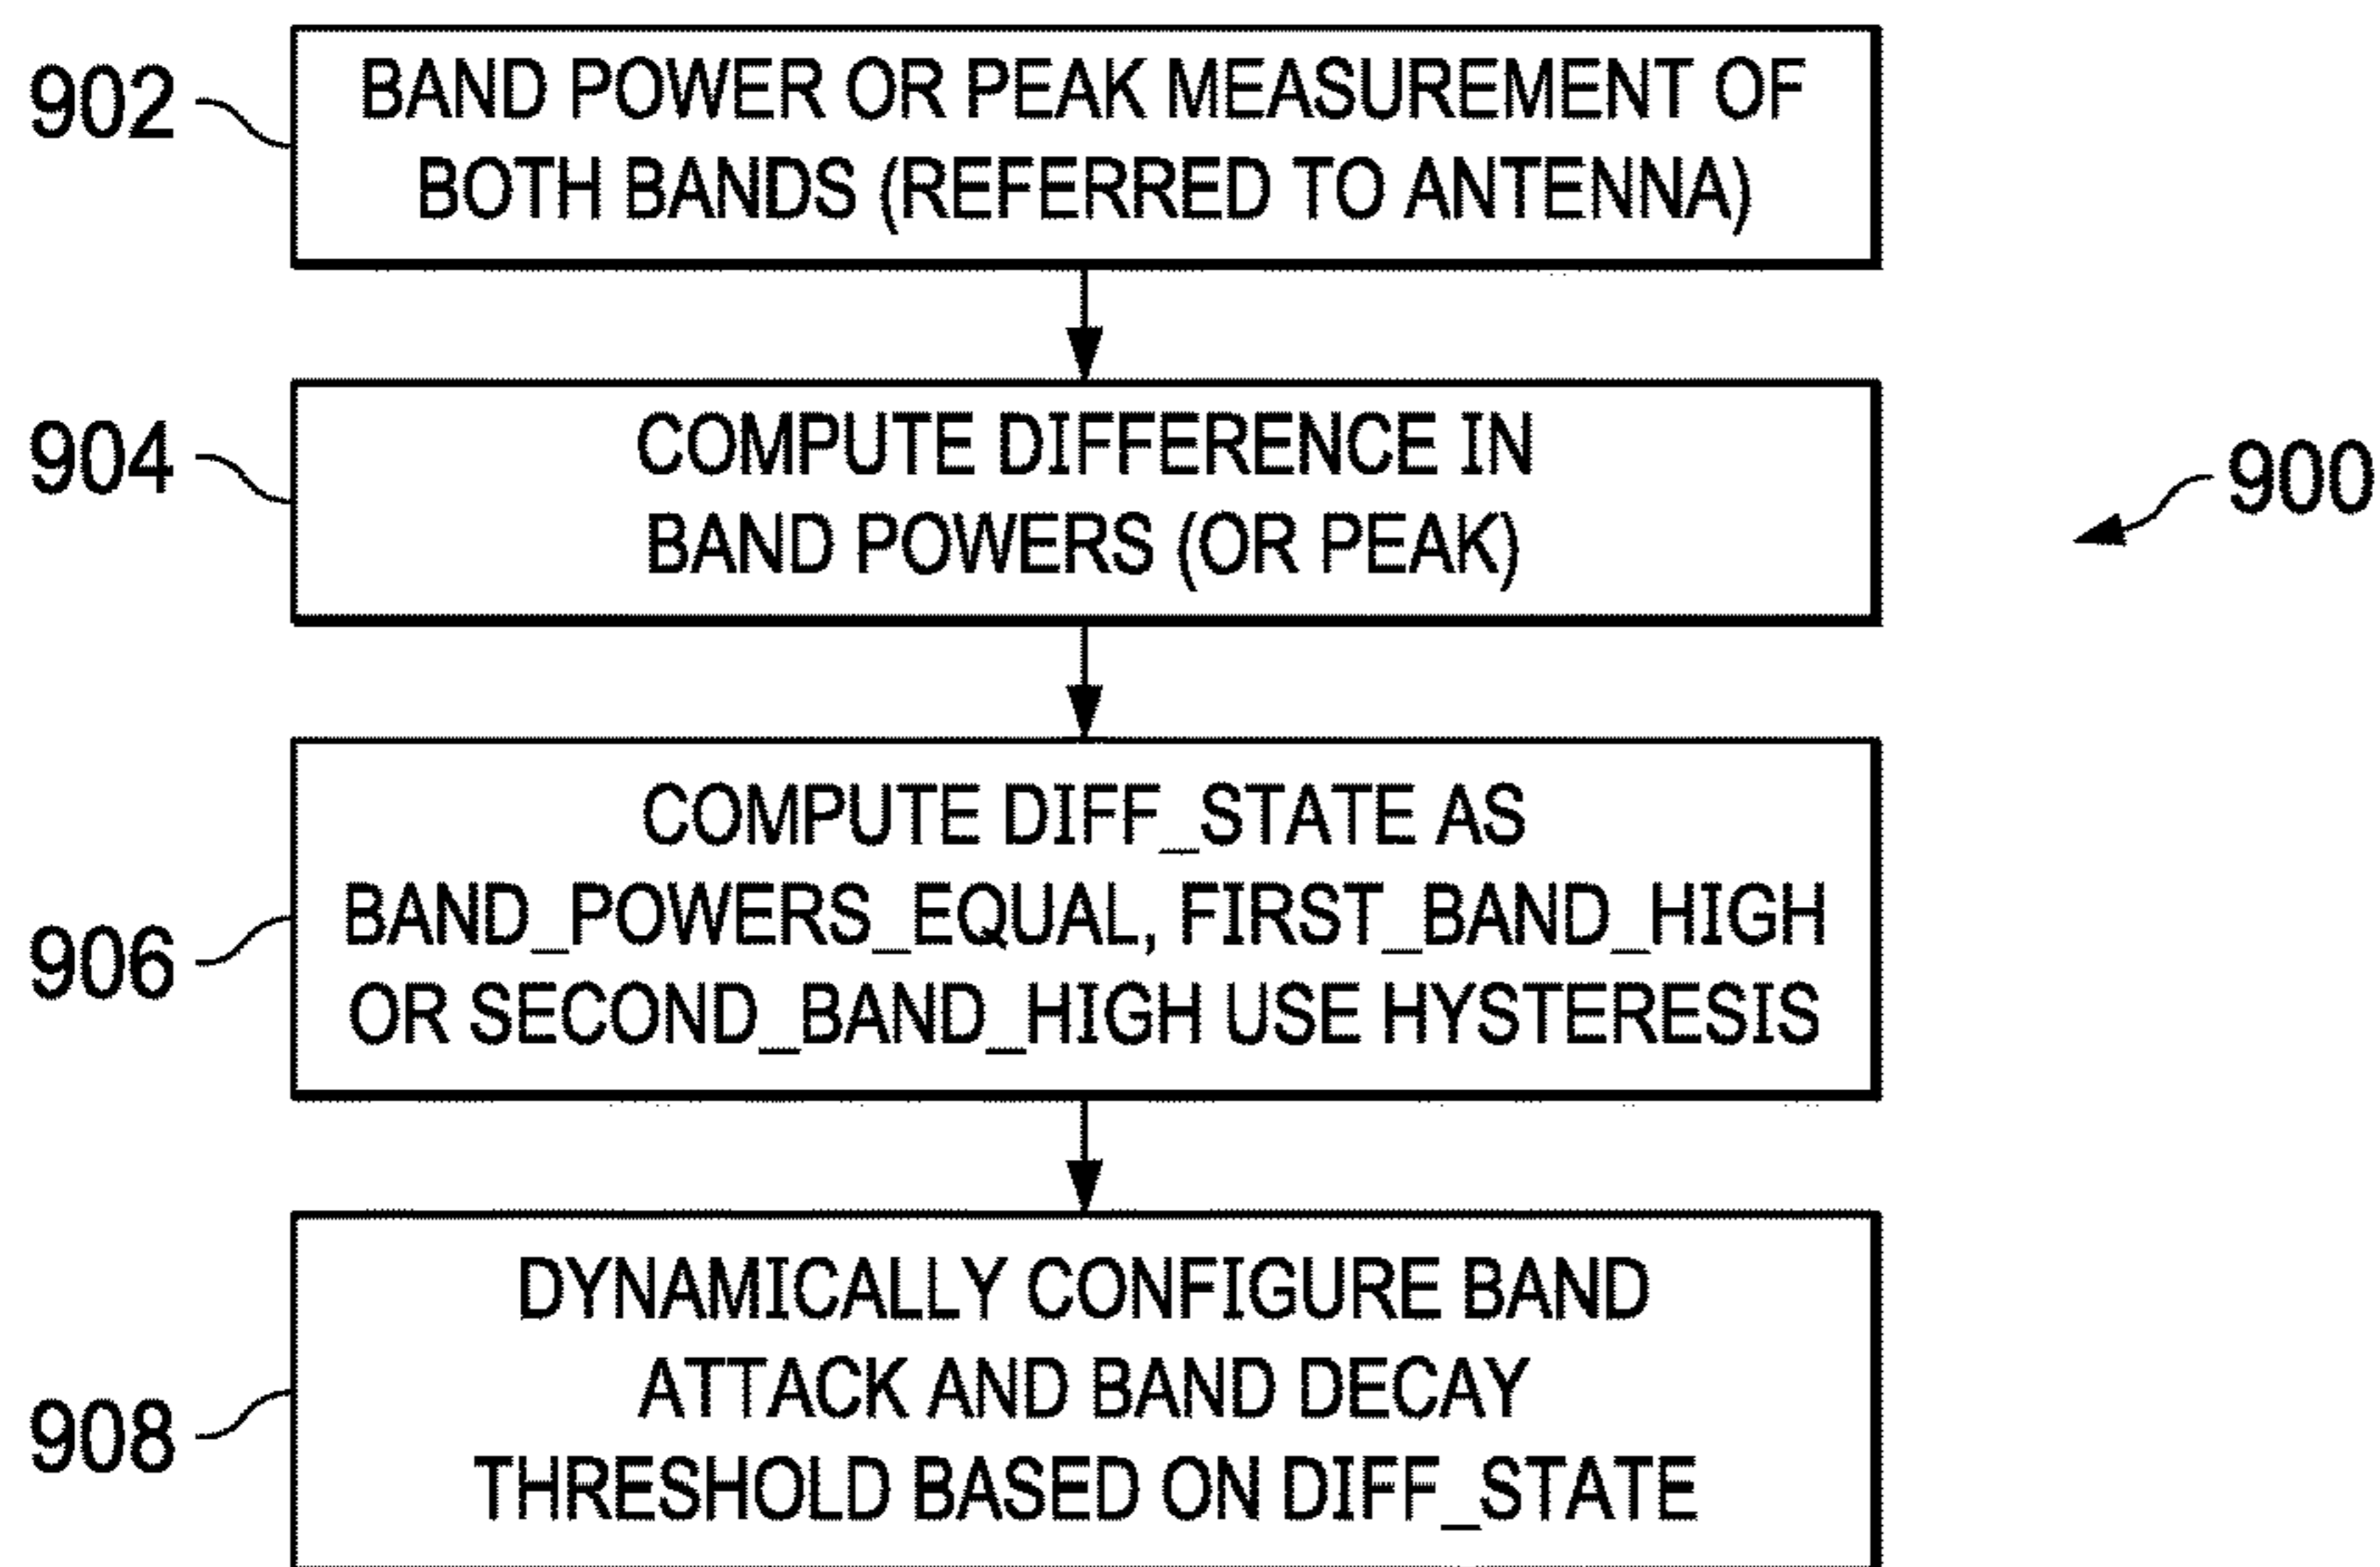 902
BAND POWER OR PEAK MEASUREMENT OF
BOTH BANDS (REFERRED TO ANTENNA)
904
COMPUTE DIFFERENCE IN
BAND POWERS (OR PEAK)
900
906
COMPUTE DIFF_STATE AS
BAND_POWERS_EQUAL, FIRST_BAND_HIGH
OR SECOND_BAND_HIGH USE HYSTERESIS
908
DYNAMICALLY CONFIGURE BAND
ATTACK AND BAND DECAY
THRESHOLD BASED ON DIFF_STATE